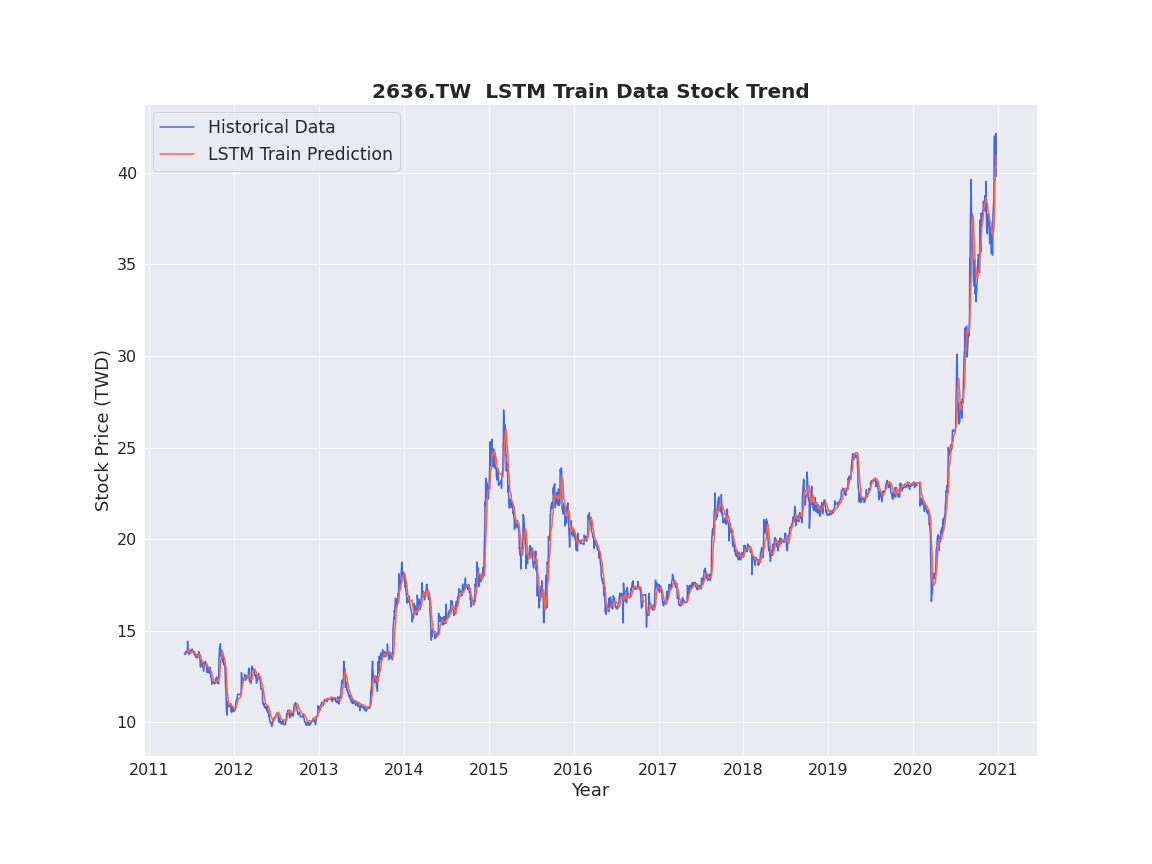 2636.TW  LSTM Train Data Stock Trend
Historical Data
LSTM Train Prediction
Stock Price (TWD)
40
35
30
25
20
15
10
2011 2012 2013 2014 2015 2016 2017 2018 2019 2020 2021
Year